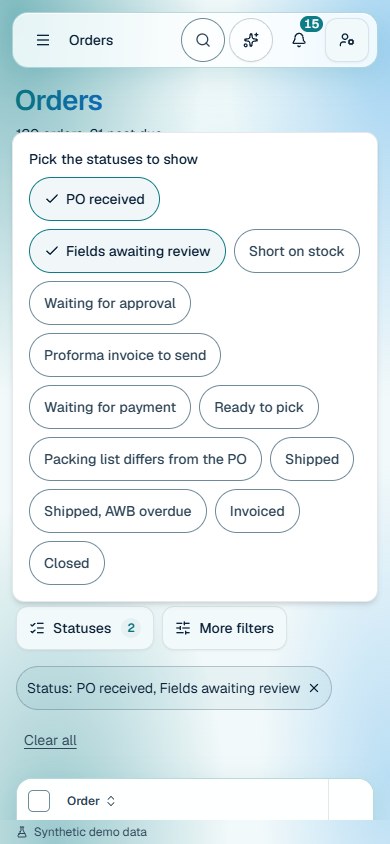 Orders
15
Orders
Pick the statuses to show
PO received
Fields awaiting review
Short on stock
Waiting for approval
Proforma invoice to send
Waiting for payment
Ready to pick
Packing list differs from the PO
Shipped
Shipped, AWB overdue
Invoiced
Closed
Statuses 2
More filters
Status: PO received, Fields awaiting review
Clear all
Order
Synthetic demo data